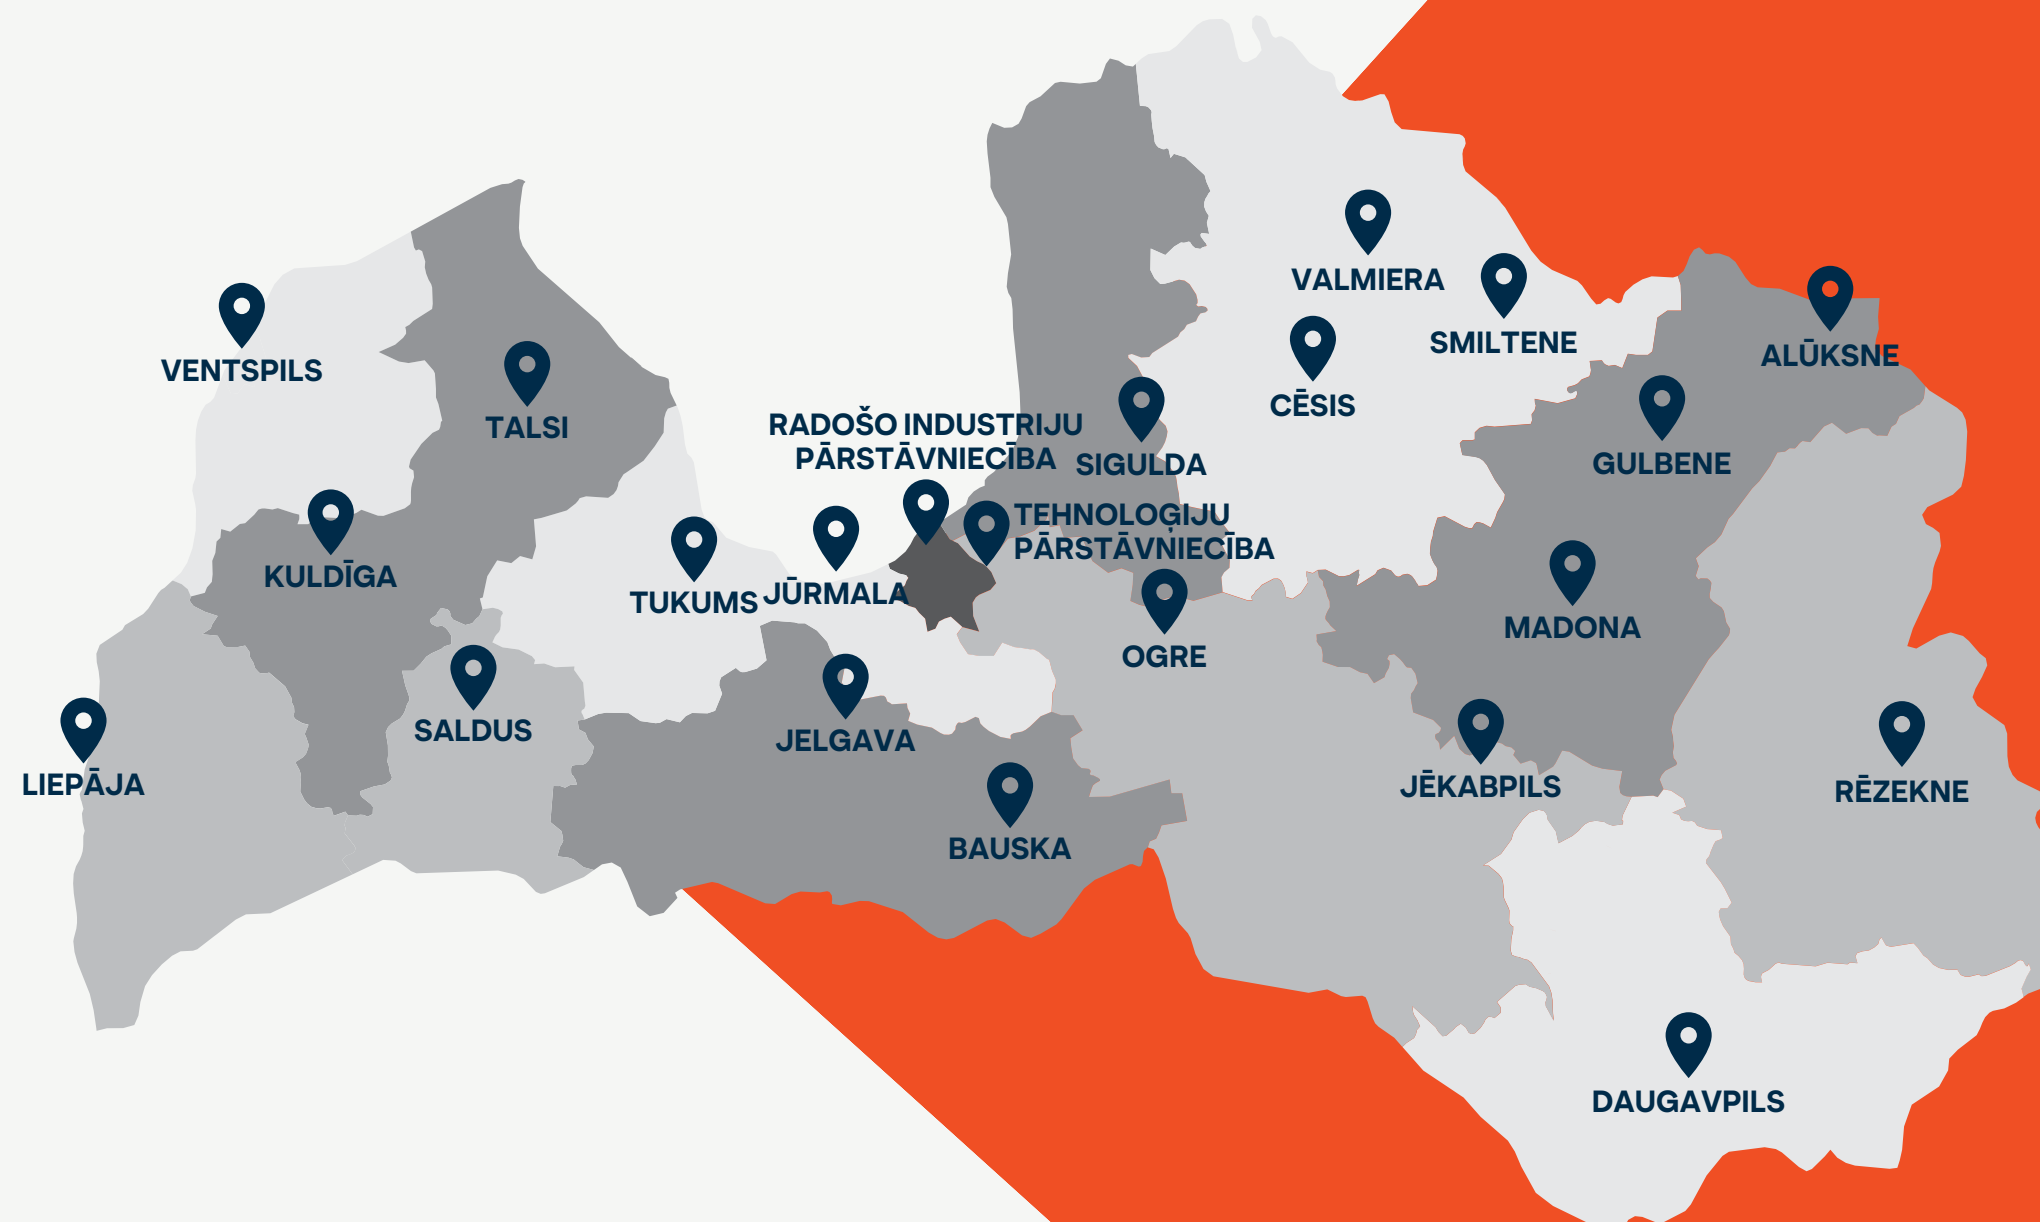 VALMIERA
SMILTENE
VENTSPILS
ALŪKSNE
CĒSIS
TALSI
RADOŠO INDUSTRIJU
PĀRSTĀVNIECĪBA
SIGULDA
GULBENE
TEHNOLOĢIJU
PĀRSTĀVNIECĪBA
KULDĪGA
TUKUMS
JŪRMALA
MADONA
OGRE
SALDUS
JELGAVA
LIEPĀJA
JĒKABPILS
RĒZEKNE
BAUSKA
DAUGAVPILS